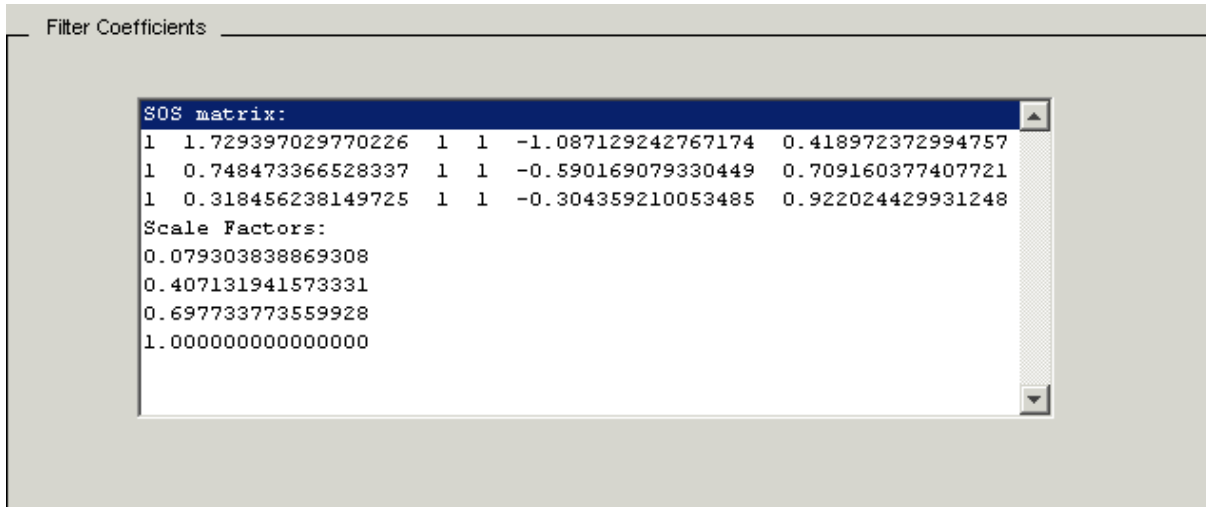 Filter Coefficients
SOS matrix:
1 1.729397029770226 1 1 -1.087129242767174 0.418972372994757
1 0.748473366528337 1 1 -0.590169079330449 0.709160377407721
1 0.318456238149725 1 1 -0.304359210053485 0.922024429931248
Scale Factors:
0.079303838869308
0.407131941573331
0.697733773559928
1.000000000000000